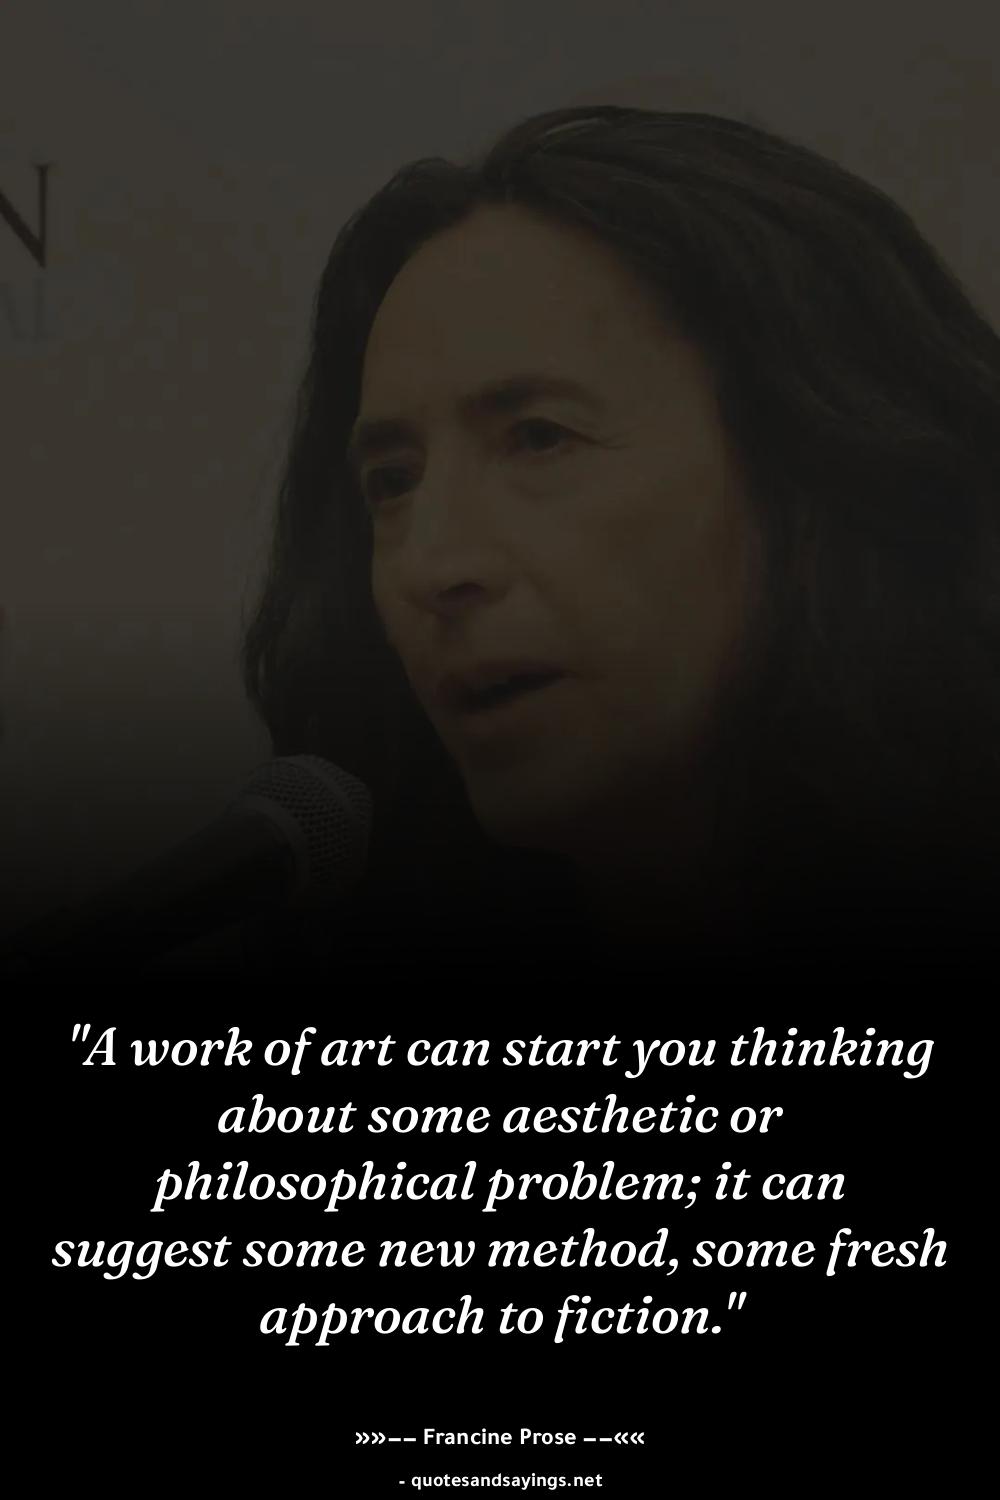 N
"A work of art can start you thinking
about some aesthetic or
philosophical problem; it can
suggest some new method, some fresh
approach to fiction."
»»–– Francine Prose ––««
- quotesandsayings.net